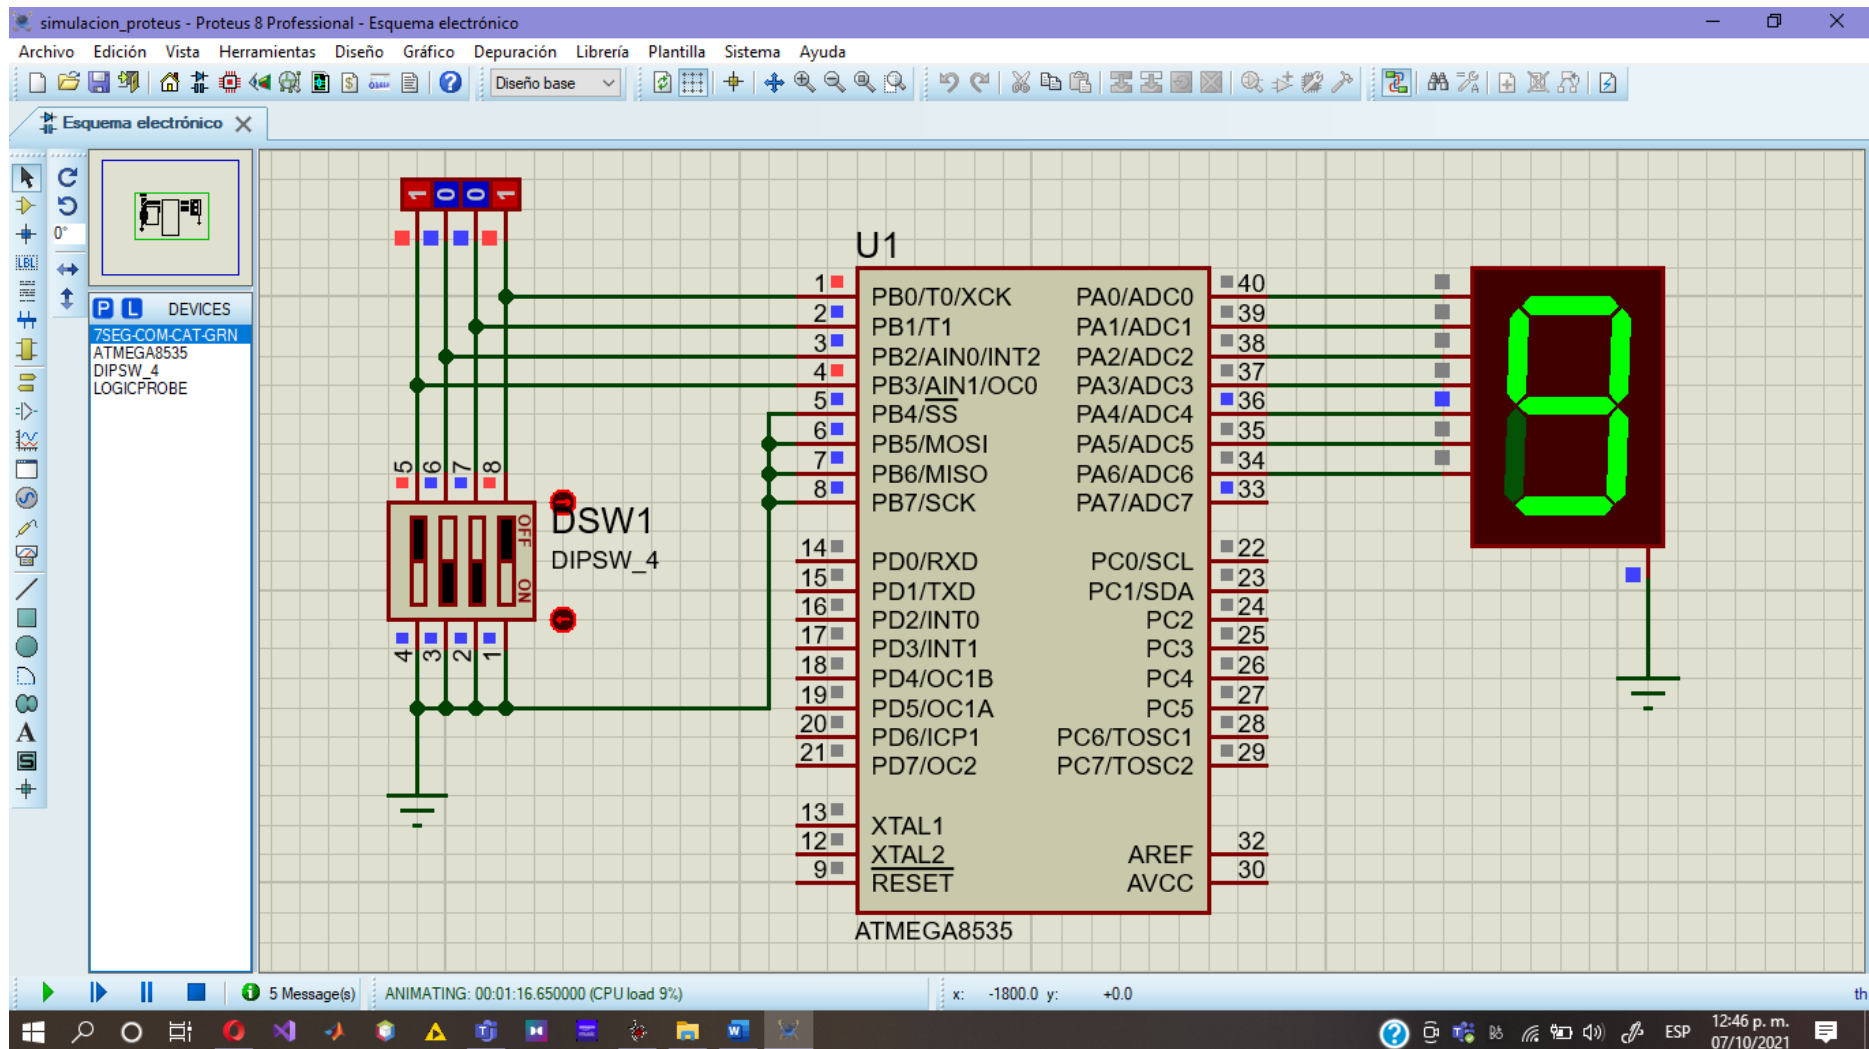 simulacion_proteus - Proteus 8 Professional - Esquema electrónico
Archivo Edición Vista Herramientas Diseño Gráfico Depuración Librería Plantilla Sistema Ayuda
Diseño base
Esquema electrónico
0°
LBL
P L DEVICES
7SEG-COM-CAT-GRN
ATMEGA8535
DIPSW_4
LOGICPROBE
A
S
1 0 0 1
U1
1 PB0/T0/XCK PA0/ADC0 40
2 PB1/T1 PA1/ADC1 39
3 PB2/AIN0/INT2 PA2/ADC2 38
4 PB3/AIN1/OC0 PA3/ADC3 37
5 PB4/SS PA4/ADC4 36
6 PB5/MOSI PA5/ADC5 35
7 PB6/MISO PA6/ADC6 34
8 PB7/SCK PA7/ADC7 33
5 6 7 8
OFF
ON
DSW1
DIPSW_4
4 3 2 1
14 PD0/RXD PC0/SCL 22
15 PD1/TXD PC1/SDA 23
16 PD2/INT0 PC2 24
17 PD3/INT1 PC3 25
18 PD4/OC1B PC4 26
19 PD5/OC1A PC5 27
20 PD6/ICP1 PC6/TOSC1 28
21 PD7/OC2 PC7/TOSC2 29
13 XTAL1
12 XTAL2 AREF 32
9 RESET AVCC 30
ATMEGA8535
9
5 Message(s) ANIMATING: 00:01:16.650000 (CPU load 9%) x: -1800.0 y: +0.0 th
ESP 12:46 p. m.
07/10/2021